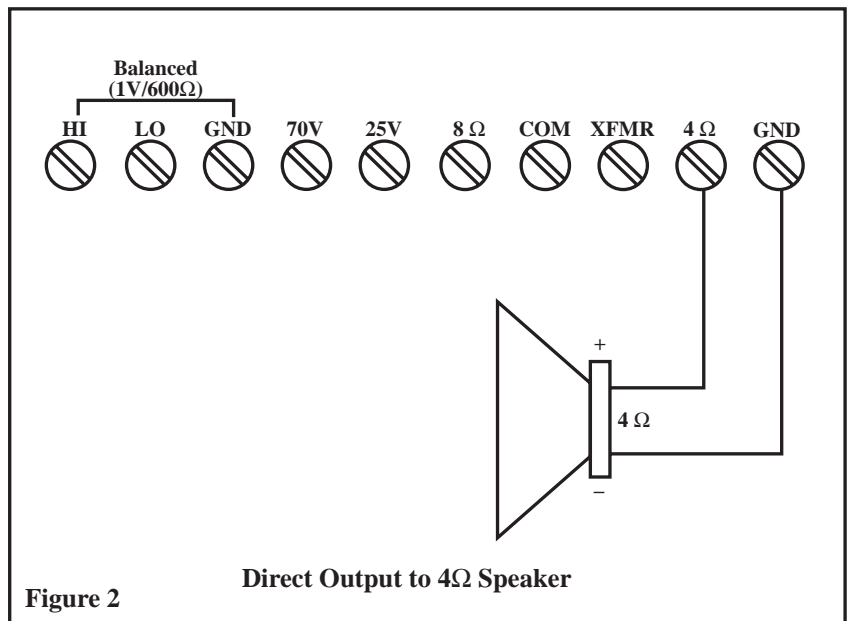 Balanced
(1V/600Ω)
HI LO GND 70V 25V 8 Ω COM XFMR 4 Ω GND
+
4 Ω
−
Direct Output to 4Ω Speaker
Figure 2